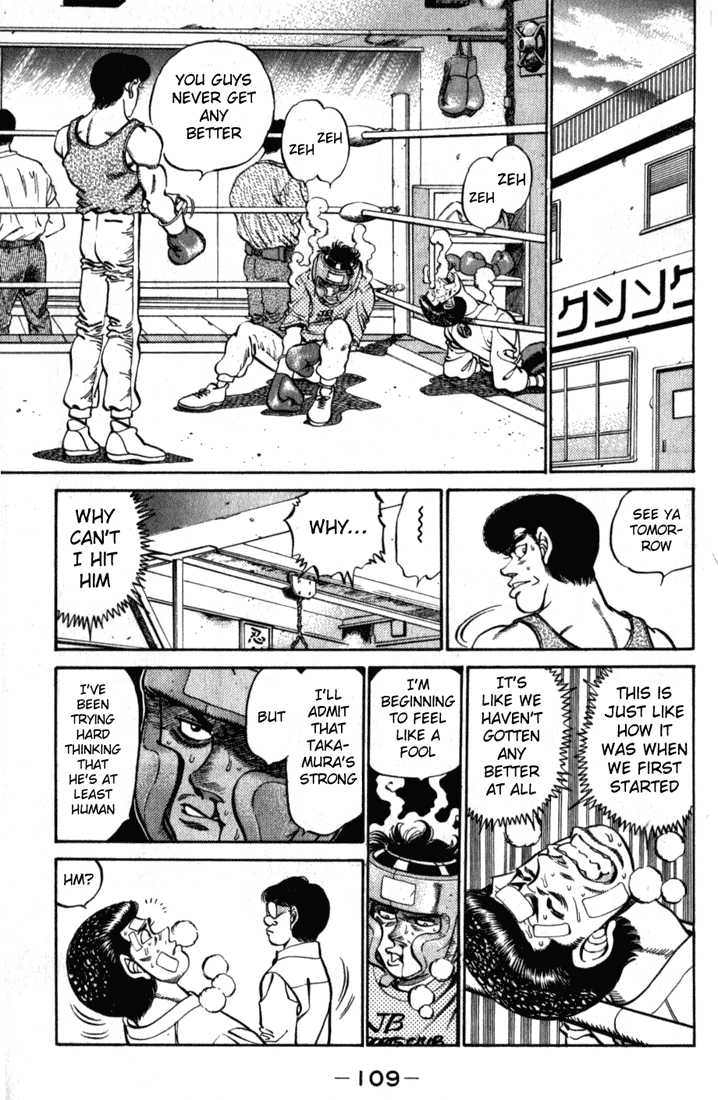 クソソク
YOU GUYS
NEVER GET
ANY
BETTER
ZEH
ZEH
ZEH
ZEH
SEE YA
TOMOR-
ROW
WHY...
WHY
CAN'T
I HIT
HIM
忍
THIS IS
JUST LIKE
HOW IT
WAS WHEN
WE FIRST
STARTED
IT'S
LIKE WE
HAVEN'T
GOTTEN
ANY
BETTER
AT ALL
I'M
BEGINNING
TO FEEL
LIKE A
FOOL
JB
I'LL
ADMIT
THAT
TAKA-
MURA'S
STRONG
BUT
I'VE
BEEN
TRYING
HARD
THINKING
THAT
HE'S AT
LEAST
HUMAN
HM?
-109-